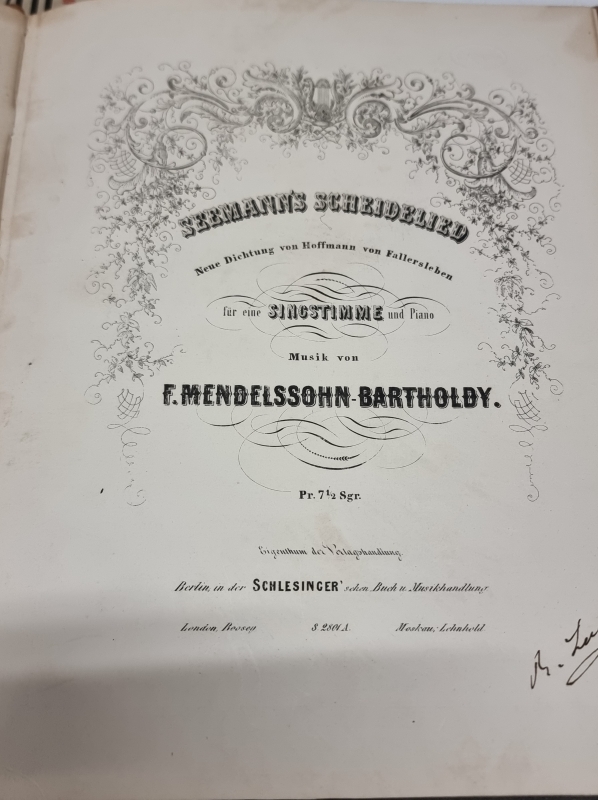 SEEMANN'S SCHEIDELIED
Neue Dichtung von Hoffmann von Fallersleben
für eine SINGSTIMME und Piano
Musik von
F. MENDELSSOHN-BARTHOLDY.
Pr. 7½ Sgr.
Eigenthum der Verlagshandlung.
Berlin, in der SCHLESINGER'schen Buch u. Musikhandlung
London, Boosey S 2801 A. Moskau, Lehnhold